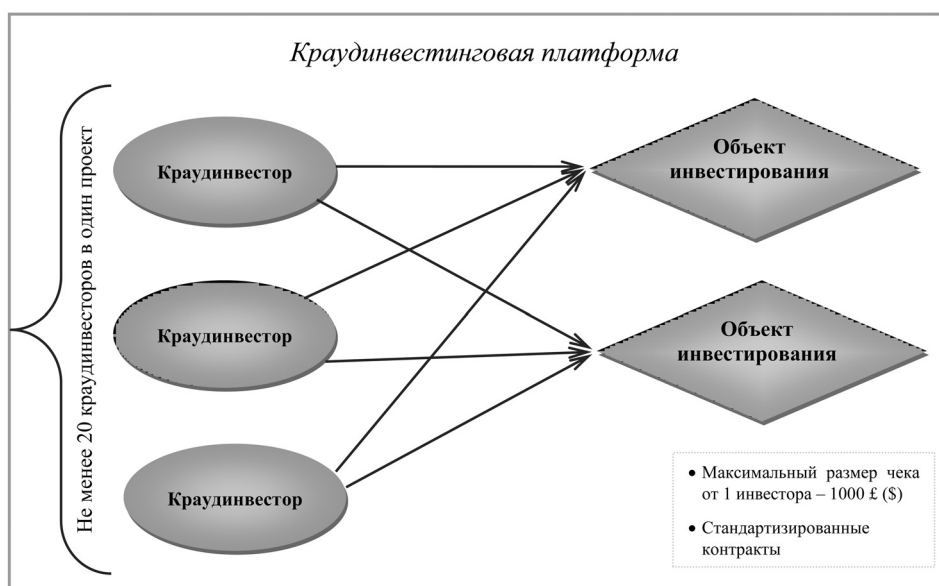 Краудинвестинговая платформа
Не менее 20 краудинвесторов в один проект
Краудинвестор
Объект
инвестирования
Краудинвестор
Объект
инвестирования
Краудинвестор
• Максимальный размер чека
от 1 инвестора – 1000 £ ($)
• Стандартизированные
контракты